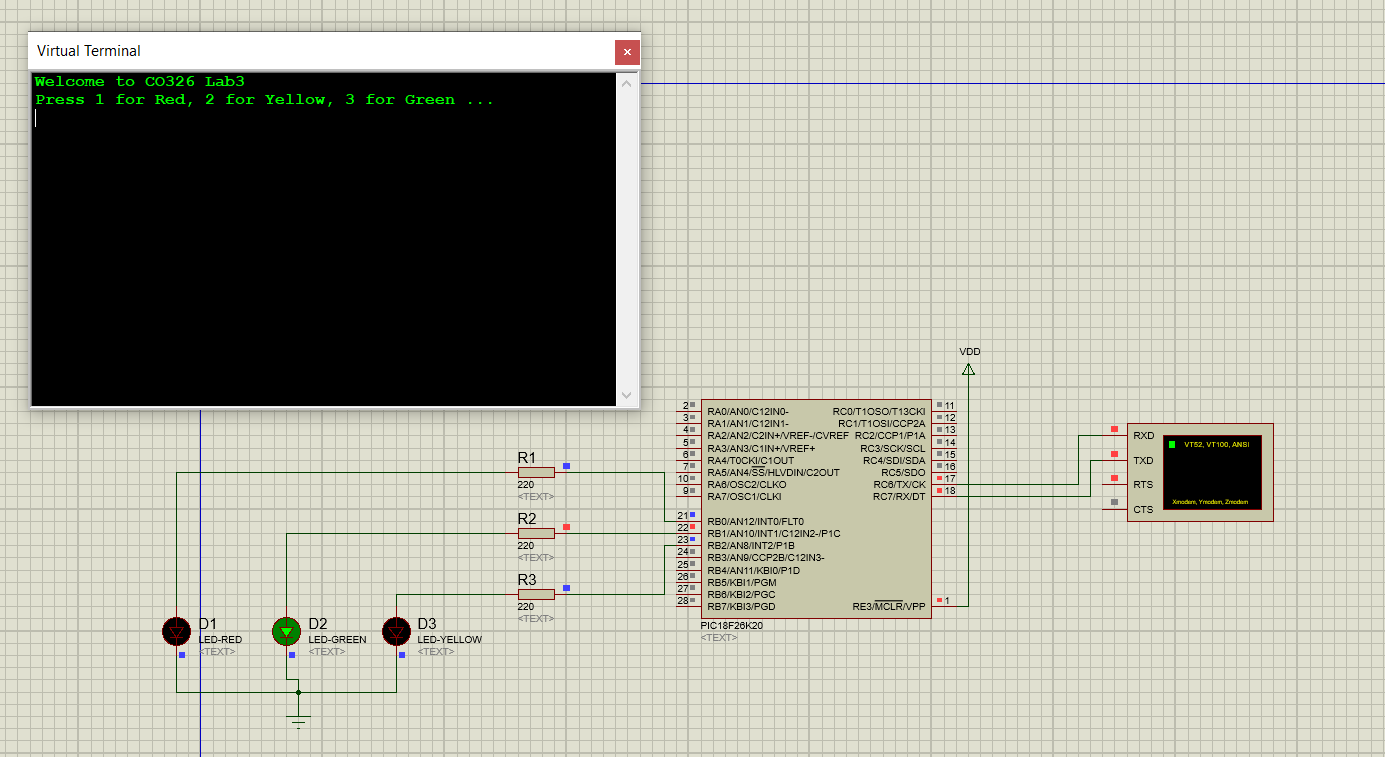 Virtual Terminal
Welcome to CO326 Lab3
Press 1 for Red, 2 for Yellow, 3 for Green ...
VDD
2 RA0/AN0/C12IN0- RC0/T1OSO/T13CKI 11
3 RA1/AN1/C12IN1- RC1/T1OSI/CCP2A 12
4 RA2/AN2/C2IN+/VREF-/CVREF RC2/CCP1/P1A 13
5 RA3/AN3/C1IN+/VREF+ RC3/SCK/SCL 14
6 RA4/T0CKI/C1OUT RC4/SDI/SDA 15
7 RA5/AN4/SS/HLVDIN/C2OUT RC5/SDO 16
10 RA6/OSC2/CLKO RC6/TX/CK 17
9 RA7/OSC1/CLKI RC7/RX/DT 18
21 RB0/AN12/INT0/FLT0
22 RB1/AN10/INT1/C12IN2-/P1C
23 RB2/AN8/INT2/P1B
24 RB3/AN9/CCP2B/C12IN3-
25 RB4/AN11/KBI0/P1D
26 RB5/KBI1/PGM
27 RB6/KBI2/PGC
28 RB7/KBI3/PGD RE3/MCLR/VPP 1
PIC18F26K20
<TEXT>
RXD
TXD
RTS
CTS
VT52, VT100, ANSI
Xmodem, Ymodem, Zmodem
R1
220
<TEXT>
R2
220
<TEXT>
R3
220
<TEXT>
D1
LED-RED
<TEXT>
D2
LED-GREEN
<TEXT>
D3
LED-YELLOW
<TEXT>